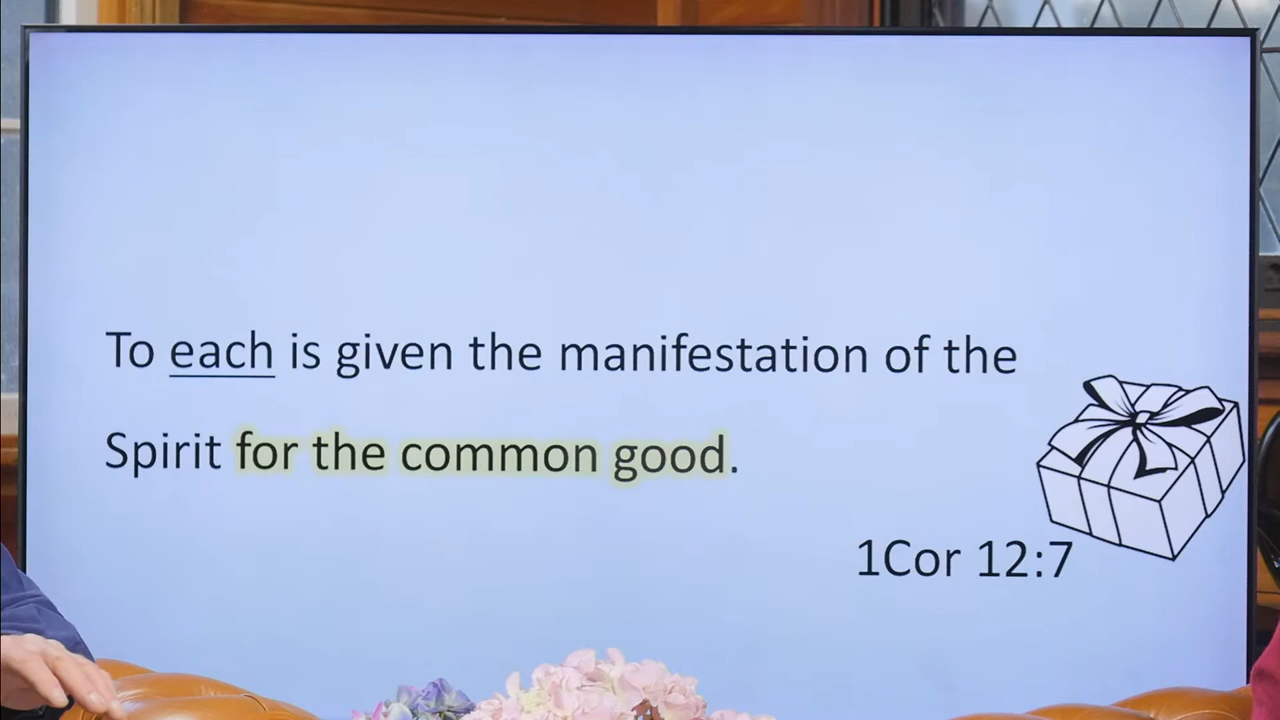 To each is given the manifestation of the
Spirit for the common good.
1Cor 12:7